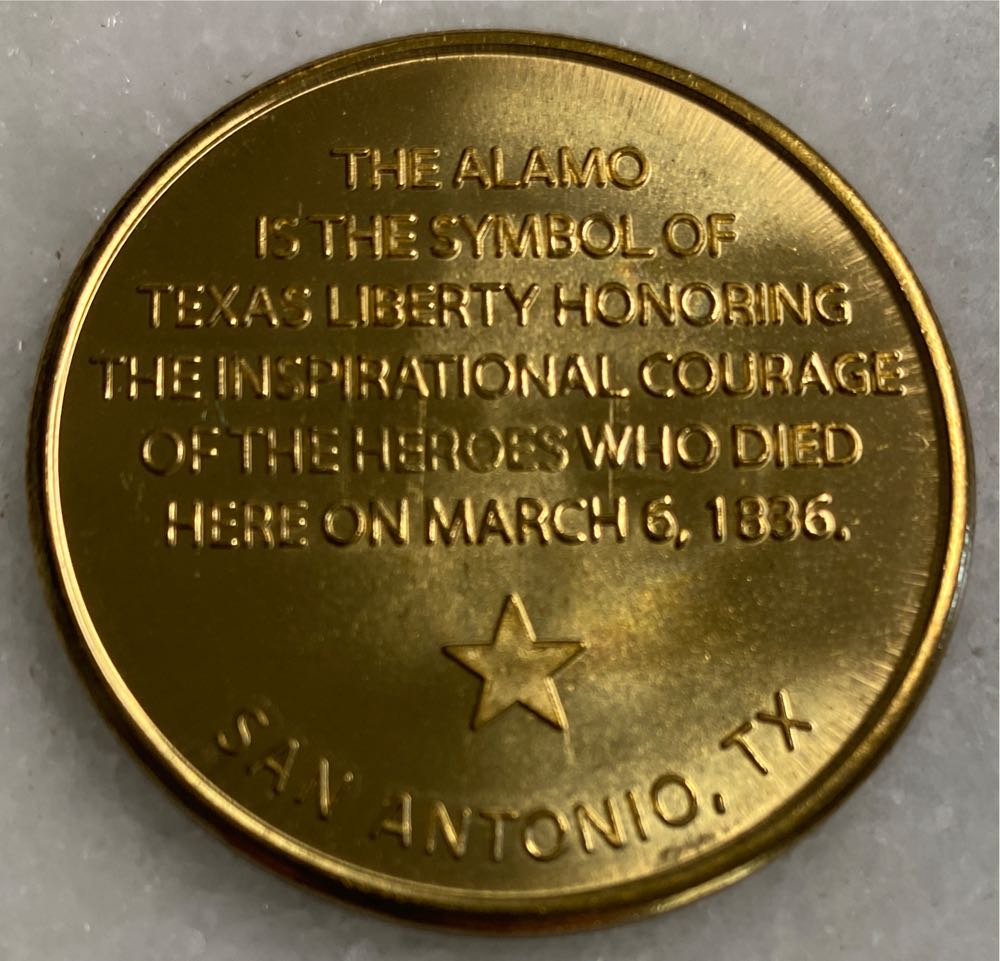 THE ALAMO
IS THE SYMBOL OF
TEXAS LIBERTY HONORING
THE INSPIRATIONAL COURAGE
OF THE HEROES WHO DIED
HERE ON MARCH 6, 1836.
SAN ANTONIO, TX